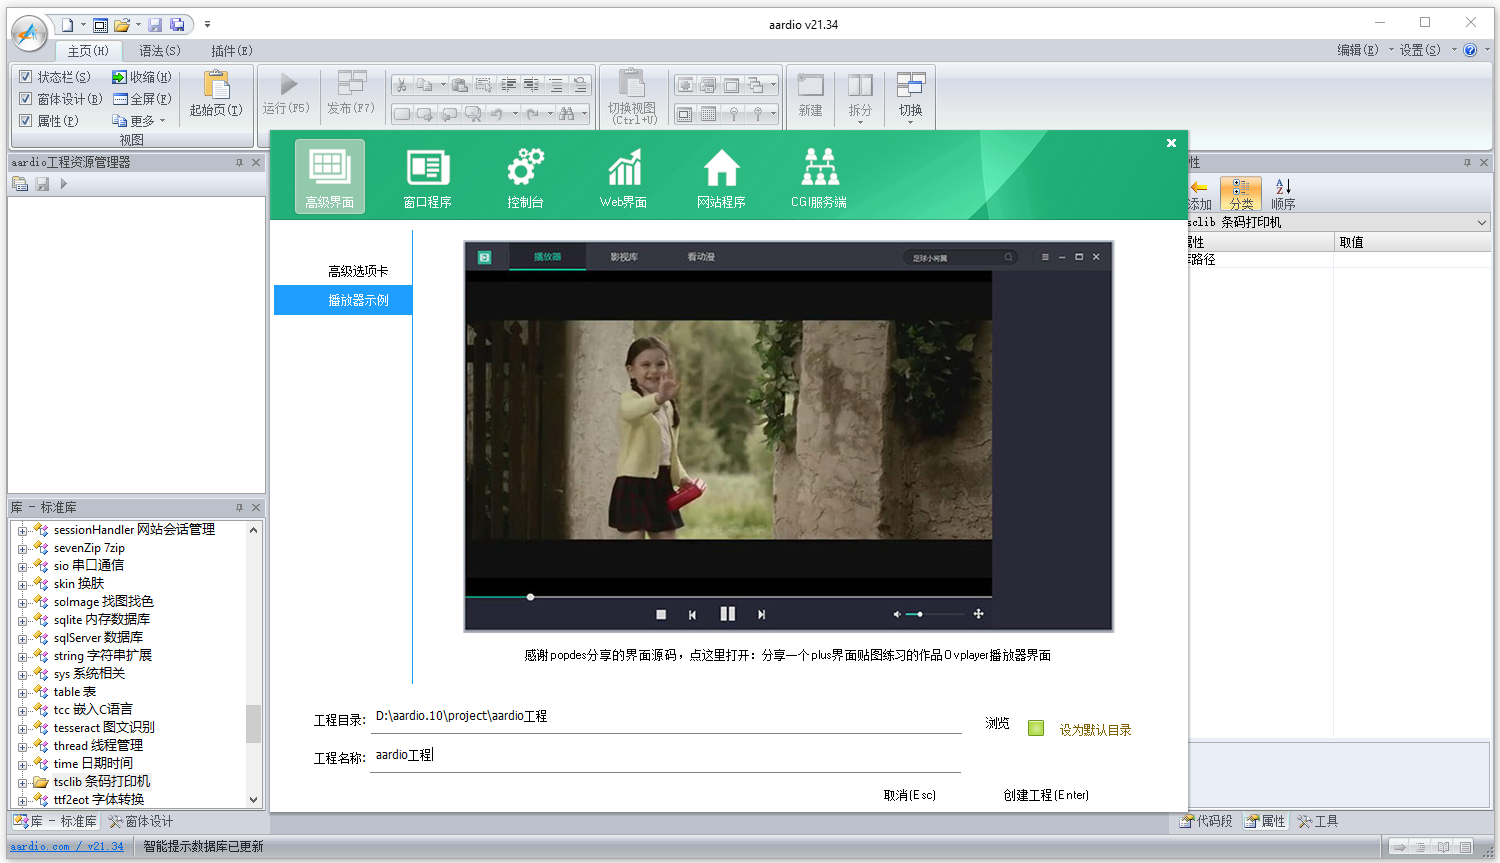 aardio v21.34
主页(H) 语法(S) 插件(E) 编辑(E) 设置(S)
状态栏(S) 收缩(H)
窗体设计(B) 全屏(F)
属性(P) 更多
视图
起始页(T)
运行(F5)
发布(F7)
切换视图
(Ctrl+U)
新建
拆分
切换
aardio工程资源管理器
高级界面 窗口程序 控制台 Web界面 网站程序 CGI服务端
高级选项卡
播放器示例
播放器 影视库 看动漫 足球小将翼
感谢popdes分享的界面源码，点这里打开：分享一个plus界面贴图练习的作品0vplayer播放器界面
工程目录: D:\aardio.10\project\aardio工程 浏览 设为默认目录
工程名称: aardio工程
取消(Esc) 创建工程(Enter)
性
添加 分类 顺序
sclib 条码打印机
属性 取值
路径
库 - 标准库
sessionHandler 网站会话管理
sevenZip 7zip
sio 串口通信
skin 换肤
soImage 找图找色
sqlite 内存数据库
sqlServer 数据库
string 字符串扩展
sys 系统相关
table 表
tcc 嵌入C语言
tesseract 图文识别
thread 线程管理
time 日期时间
tsclib 条码打印机
ttf2eot 字体转换
库 - 标准库 窗体设计
代码段 属性 工具
aardio.com / v21.34 智能提示数据库已更新